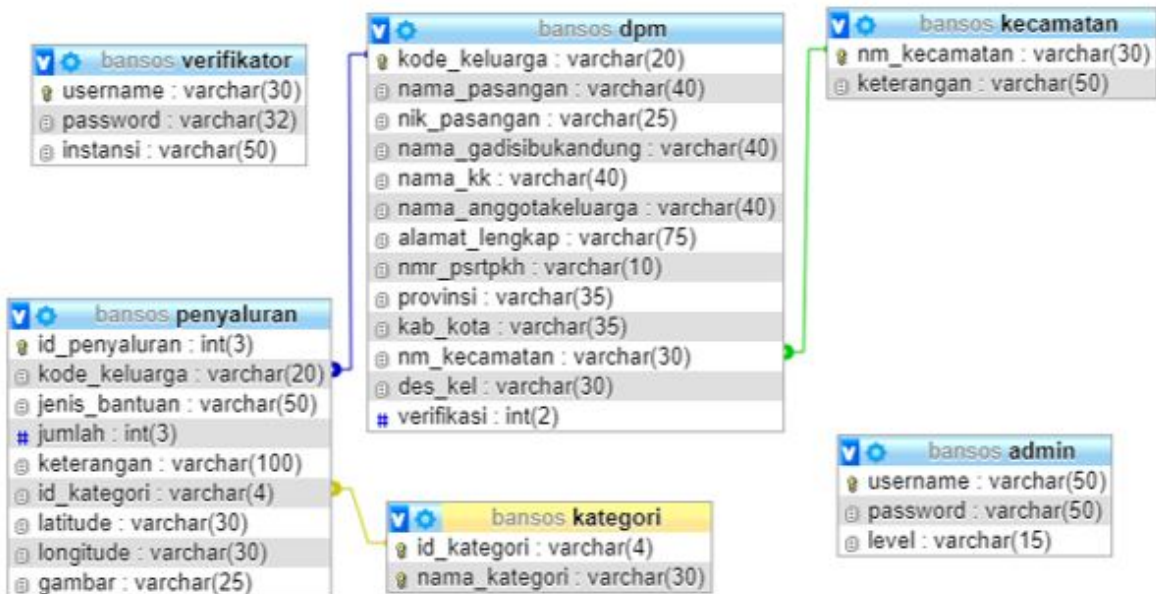 bansos verifikator
username : varchar(30)
password : varchar(32)
instansi : varchar(50)
bansos dpm
kode_keluarga : varchar(20)
nama_pasangan : varchar(40)
nik_pasangan : varchar(25)
nama_gadisibukandung : varchar(40)
nama_kk : varchar(40)
nama_anggotakeluarga : varchar(40)
alamat_lengkap : varchar(75)
nmr_psrtpkh : varchar(10)
provinsi : varchar(35)
kab_kota : varchar(35)
nm_kecamatan : varchar(30)
des_kel : varchar(30)
# verifikasi : int(2)
bansos kecamatan
nm_kecamatan : varchar(30)
keterangan : varchar(50)
bansos penyaluran
id_penyaluran : int(3)
kode_keluarga : varchar(20)
jenis_bantuan : varchar(50)
# jumlah : int(3)
keterangan : varchar(100)
id_kategori : varchar(4)
latitude : varchar(30)
longitude : varchar(30)
gambar : varchar(25)
bansos kategori
id_kategori : varchar(4)
nama_kategori : varchar(30)
bansos admin
username : varchar(50)
password : varchar(50)
level : varchar(15)